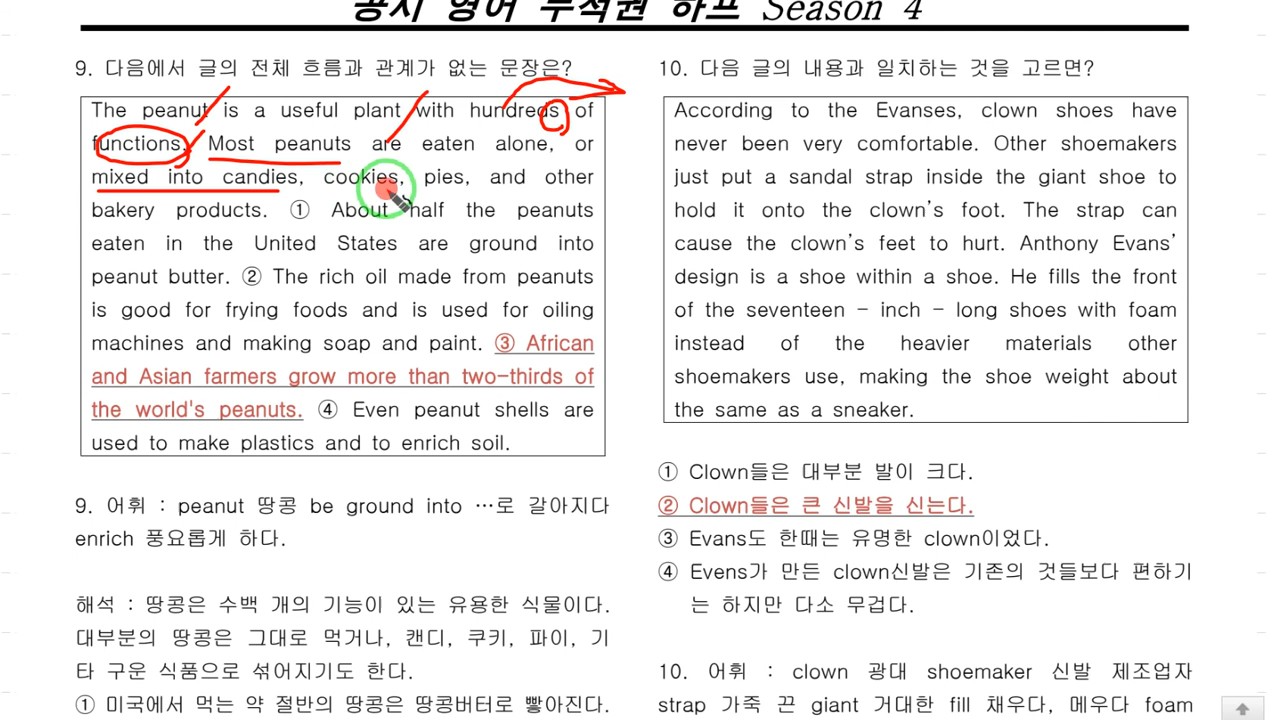 공시 영어 무적권 하프 Season 4
9. 다음에서 글의 전체 흐름과 관계가 없는 문장은?
The peanut is a useful plant with hundreds of
functions. Most peanuts are eaten alone, or
mixed into candies, cookies, pies, and other
bakery products. ① About half the peanuts
eaten in the United States are ground into
peanut butter. ② The rich oil made from peanuts
is good for frying foods and is used for oiling
machines and making soap and paint. ③ African
and Asian farmers grow more than two-thirds of
the world's peanuts. ④ Even peanut shells are
used to make plastics and to enrich soil.
9. 어휘 : peanut 땅콩 be ground into …로 갈아지다
enrich 풍요롭게 하다.
해석 : 땅콩은 수백 개의 기능이 있는 유용한 식물이다.
대부분의 땅콩은 그대로 먹거나, 캔디, 쿠키, 파이, 기
타 구운 식품으로 섞어지기도 한다.
① 미국에서 먹는 약 절반의 땅콩은 땅콩버터로 빻아진다.
10. 다음 글의 내용과 일치하는 것을 고르면?
According to the Evanses, clown shoes have
never been very comfortable. Other shoemakers
just put a sandal strap inside the giant shoe to
hold it onto the clown's foot. The strap can
cause the clown's feet to hurt. Anthony Evans'
design is a shoe within a shoe. He fills the front
of the seventeen - inch - long shoes with foam
instead of the heavier materials other
shoemakers use, making the shoe weight about
the same as a sneaker.
① Clown들은 대부분 발이 크다.
② Clown들은 큰 신발을 신는다.
③ Evans도 한때는 유명한 clown이었다.
④ Evens가 만든 clown신발은 기존의 것들보다 편하기
는 하지만 다소 무겁다.
10. 어휘 : clown 광대 shoemaker 신발 제조업자
strap 가죽 끈 giant 거대한 fill 채우다, 메우다 foam